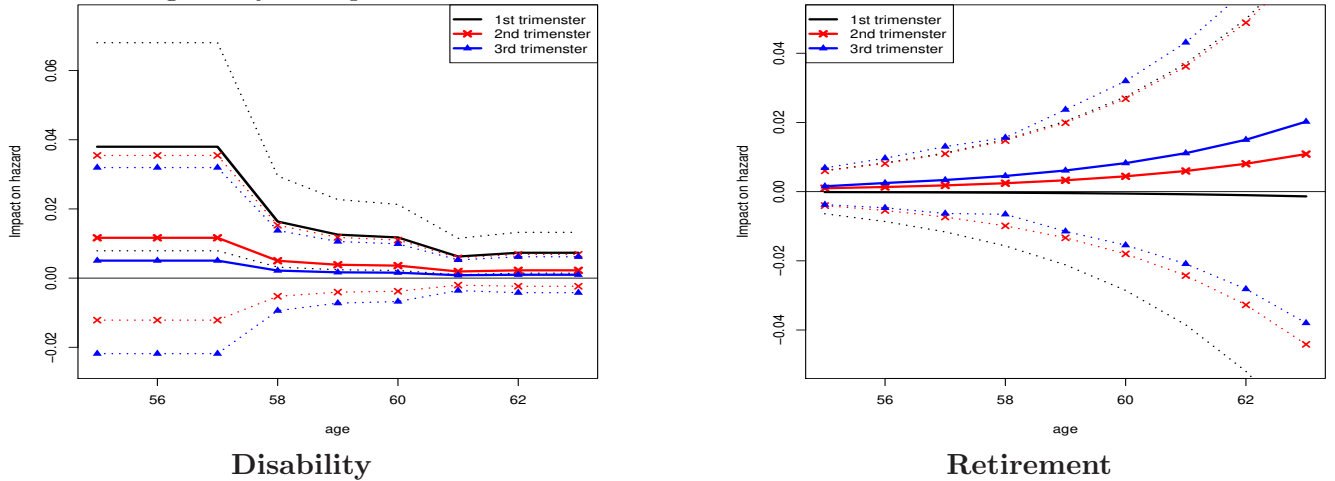 1st trimenster
2nd trimenster
3rd trimenster
Impact on hazard
0.06
0.04
0.02
0.00
−0.02
56
58
60
62
age
Disability
1st trimenster
2nd trimenster
3rd trimenster
Impact on hazard
0.04
0.02
0.00
−0.02
−0.04
56
58
60
62
age
Retirement